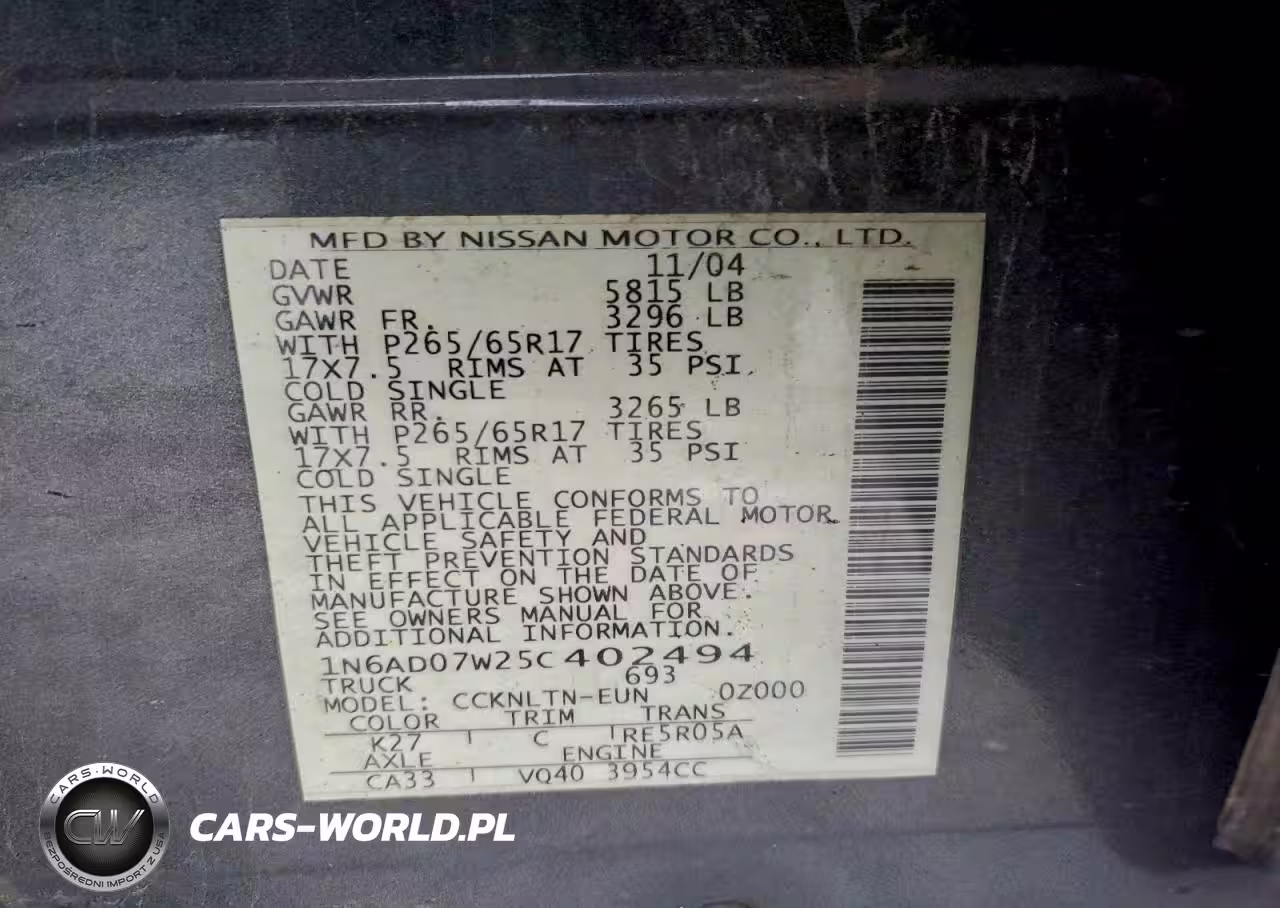 MFD BY NISSAN MOTOR CO., LTD.
DATE 11/04
GVWR 5815 LB
GAWR FR. 3296 LB
WITH P265/65R17 TIRES
17X7.5 RIMS AT 35 PSI
COLD SINGLE
GAWR RR. 3265 LB
WITH P265/65R17 TIRES
17X7.5 RIMS AT 35 PSI
COLD SINGLE
THIS VEHICLE CONFORMS TO
ALL APPLICABLE FEDERAL MOTOR
VEHICLE SAFETY AND
THEFT PREVENTION STANDARDS
IN EFFECT ON THE DATE OF
MANUFACTURE SHOWN ABOVE.
SEE OWNERS MANUAL FOR
ADDITIONAL INFORMATION.
1N6AD07W25C402494
TRUCK 693
MODEL: CCKNLTN-EUN 0Z000
COLOR TRIM TRANS
K27 C RE5R05A
AXLE ENGINE
CA33 VQ40 3954CC
CARS-WORLD
CW
BEZPOŚREDNI IMPORT Z USA
CARS-WORLD.PL